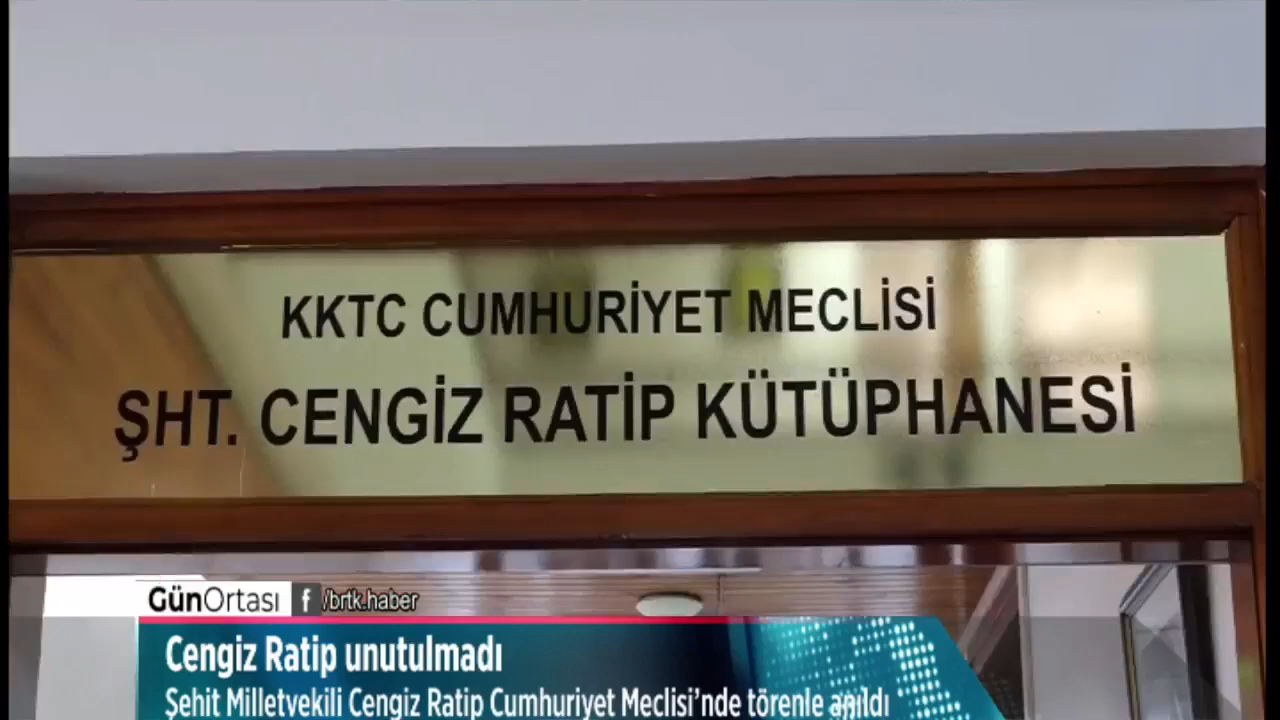 KKTC CUMHURİYET MECLİSİ
ŞHT. CENGİZ RATİP KÜTÜPHANESİ
GünOrtası f /brtk.haber
Cengiz Ratip unutulmadı
Şehit Milletvekili Cengiz Ratip Cumhuriyet Meclisi'nde törenle anıldı